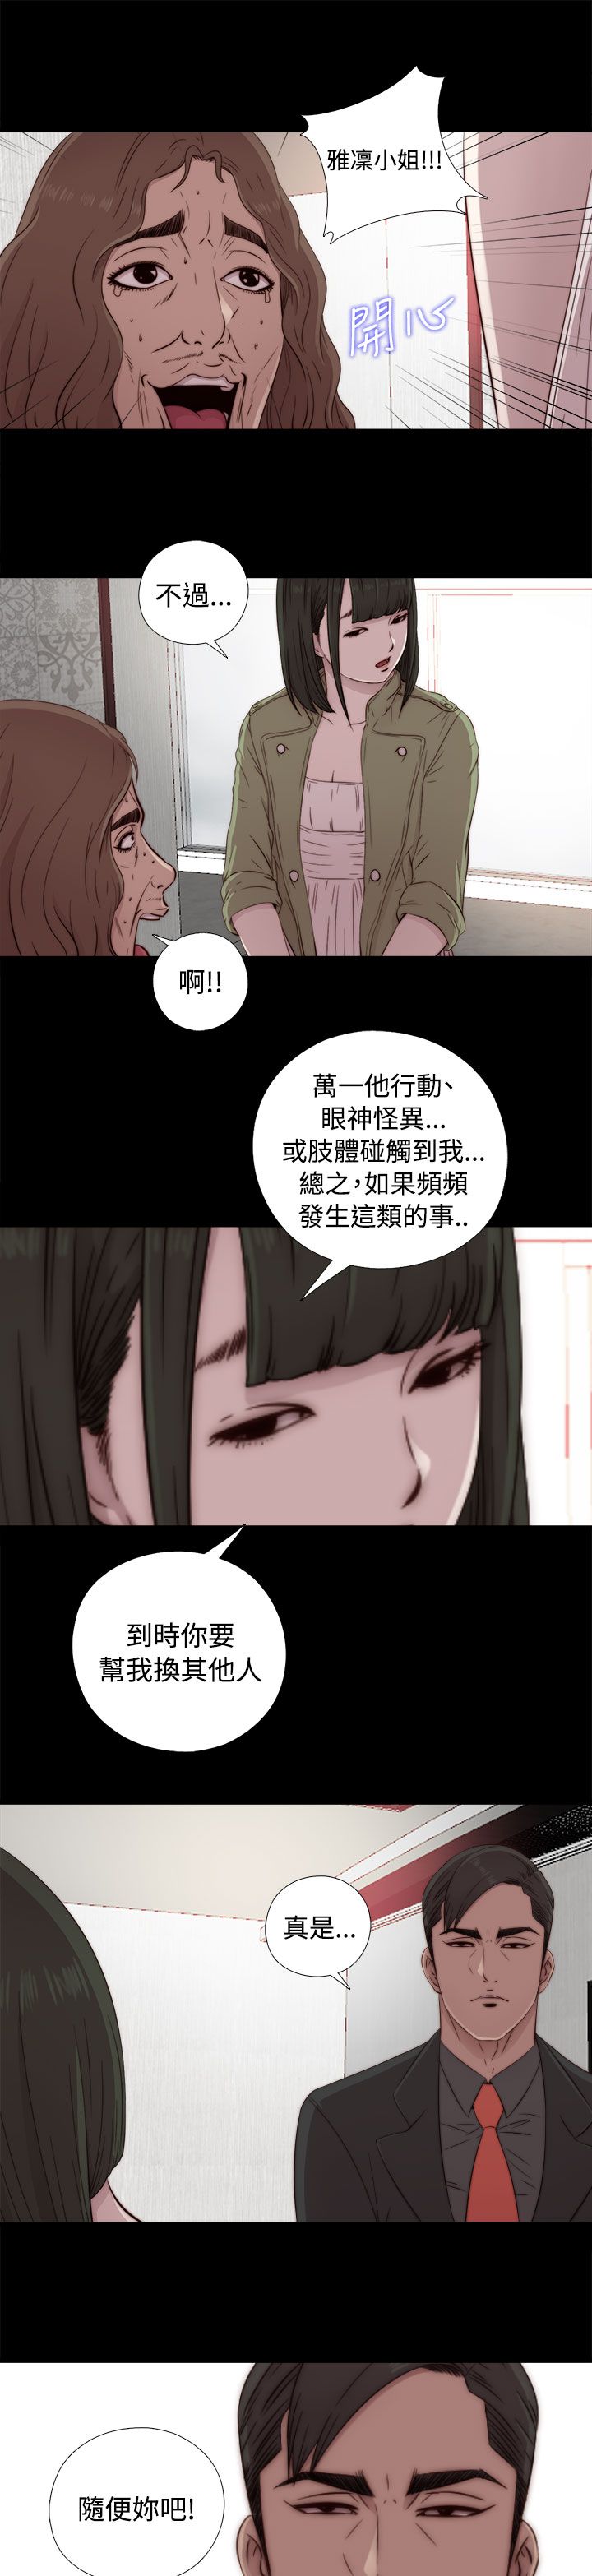 雅凜小姐!!!
開心
不過...
啊!!
萬一他行動、
眼神怪異...
或肢體碰觸到我...
總之,如果頻頻
發生這類的事..
到時你要
幫我換其他人
真是...
隨便妳吧!